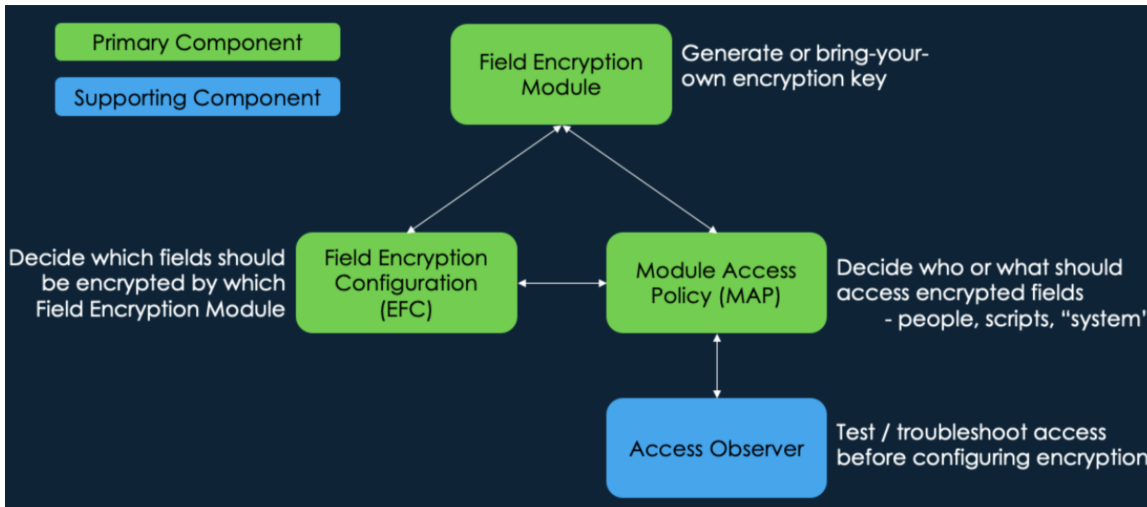 Primary Component
Supporting Component
Field Encryption
Module
Generate or bring-your-
own encryption key
Decide which fields should
be encrypted by which
Field Encryption Module
Field Encryption
Configuration
(EFC)
Module Access
Policy (MAP)
Decide who or what should
access encrypted fields
- people, scripts, “system”
Access Observer
Test / troubleshoot access
before configuring encryption